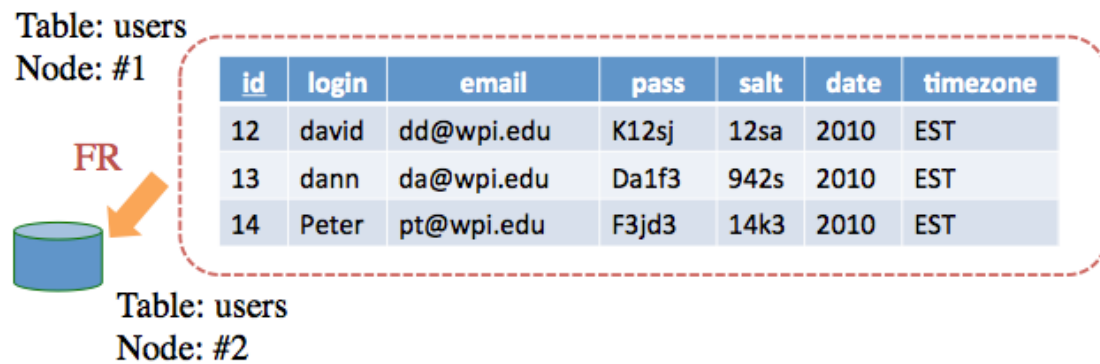 Table: users
Node: #1
id login email pass salt date timezone
12 david dd@wpi.edu K12sj 12sa 2010 EST
13 dann da@wpi.edu Da1f3 942s 2010 EST
14 Peter pt@wpi.edu F3jd3 14k3 2010 EST
FR
Table: users
Node: #2